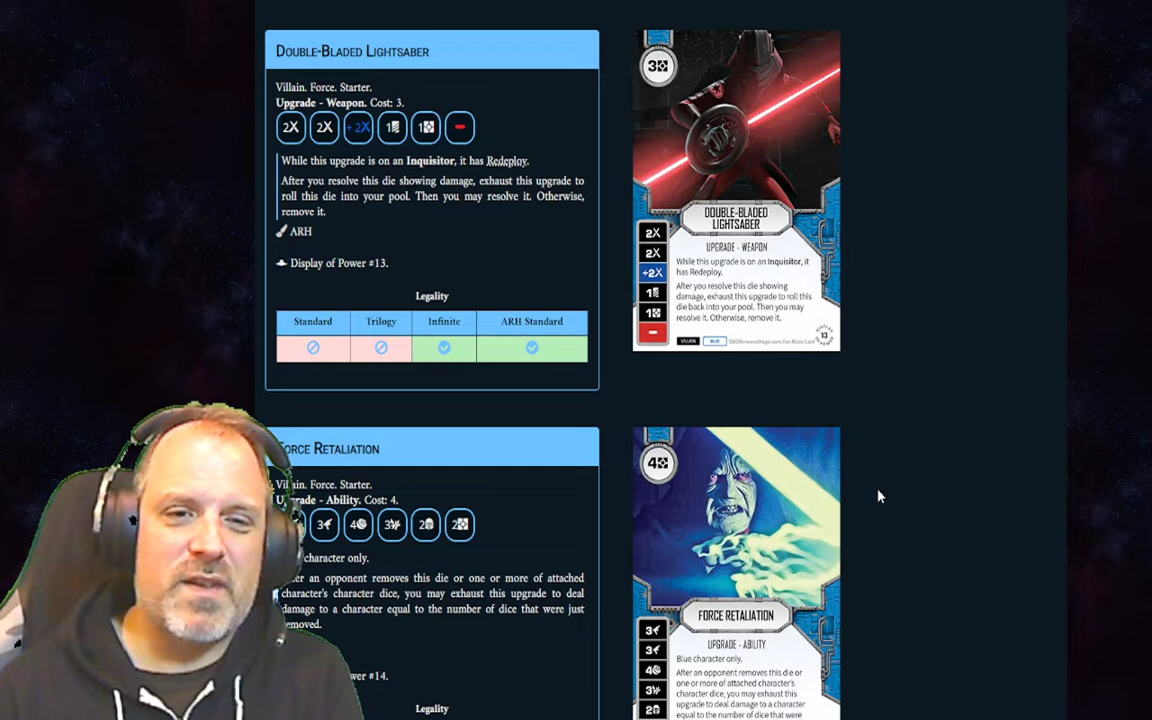 DOUBLE-BLADED LIGHTSABER
Villain. Force. Starter.
Upgrade - Weapon. Cost: 3.
2X 2X +2X 1 1 -
While this upgrade is on an Inquisitor, it has Redeploy.
After you resolve this die showing damage, exhaust this upgrade to
roll this die into your pool. Then you may resolve it. Otherwise,
remove it.
ARH
Display of Power #13.
Legality
Standard Trilogy Infinite ARH Standard
3
DOUBLE-BLADED
LIGHTSABER
UPGRADE - WEAPON
2X
2X
+2X
1
1
-
While this upgrade is on an Inquisitor, it
has Redeploy.
After you resolve this die showing
damage, exhaust this upgrade to roll this
die back into your pool. Then you may
resolve it. Otherwise, remove it.
VILLAIN BLUE
13
FORCE RETALIATION
Villain. Force. Starter.
Upgrade - Ability. Cost: 4.
3 4 3 2 2
character only.
an opponent removes this die or one or more of attached
character's character dice, you may exhaust this upgrade to deal
damage to a character equal to the number of dice that were just
removed.
#14.
Legality
4
FORCE RETALIATION
UPGRADE - ABILITY
3
3
4
3
2
Blue character only.
After an opponent removes this die or
one or more of attached character's
character dice, you may exhaust this
upgrade to deal damage to a character
equal to the number of dice that were